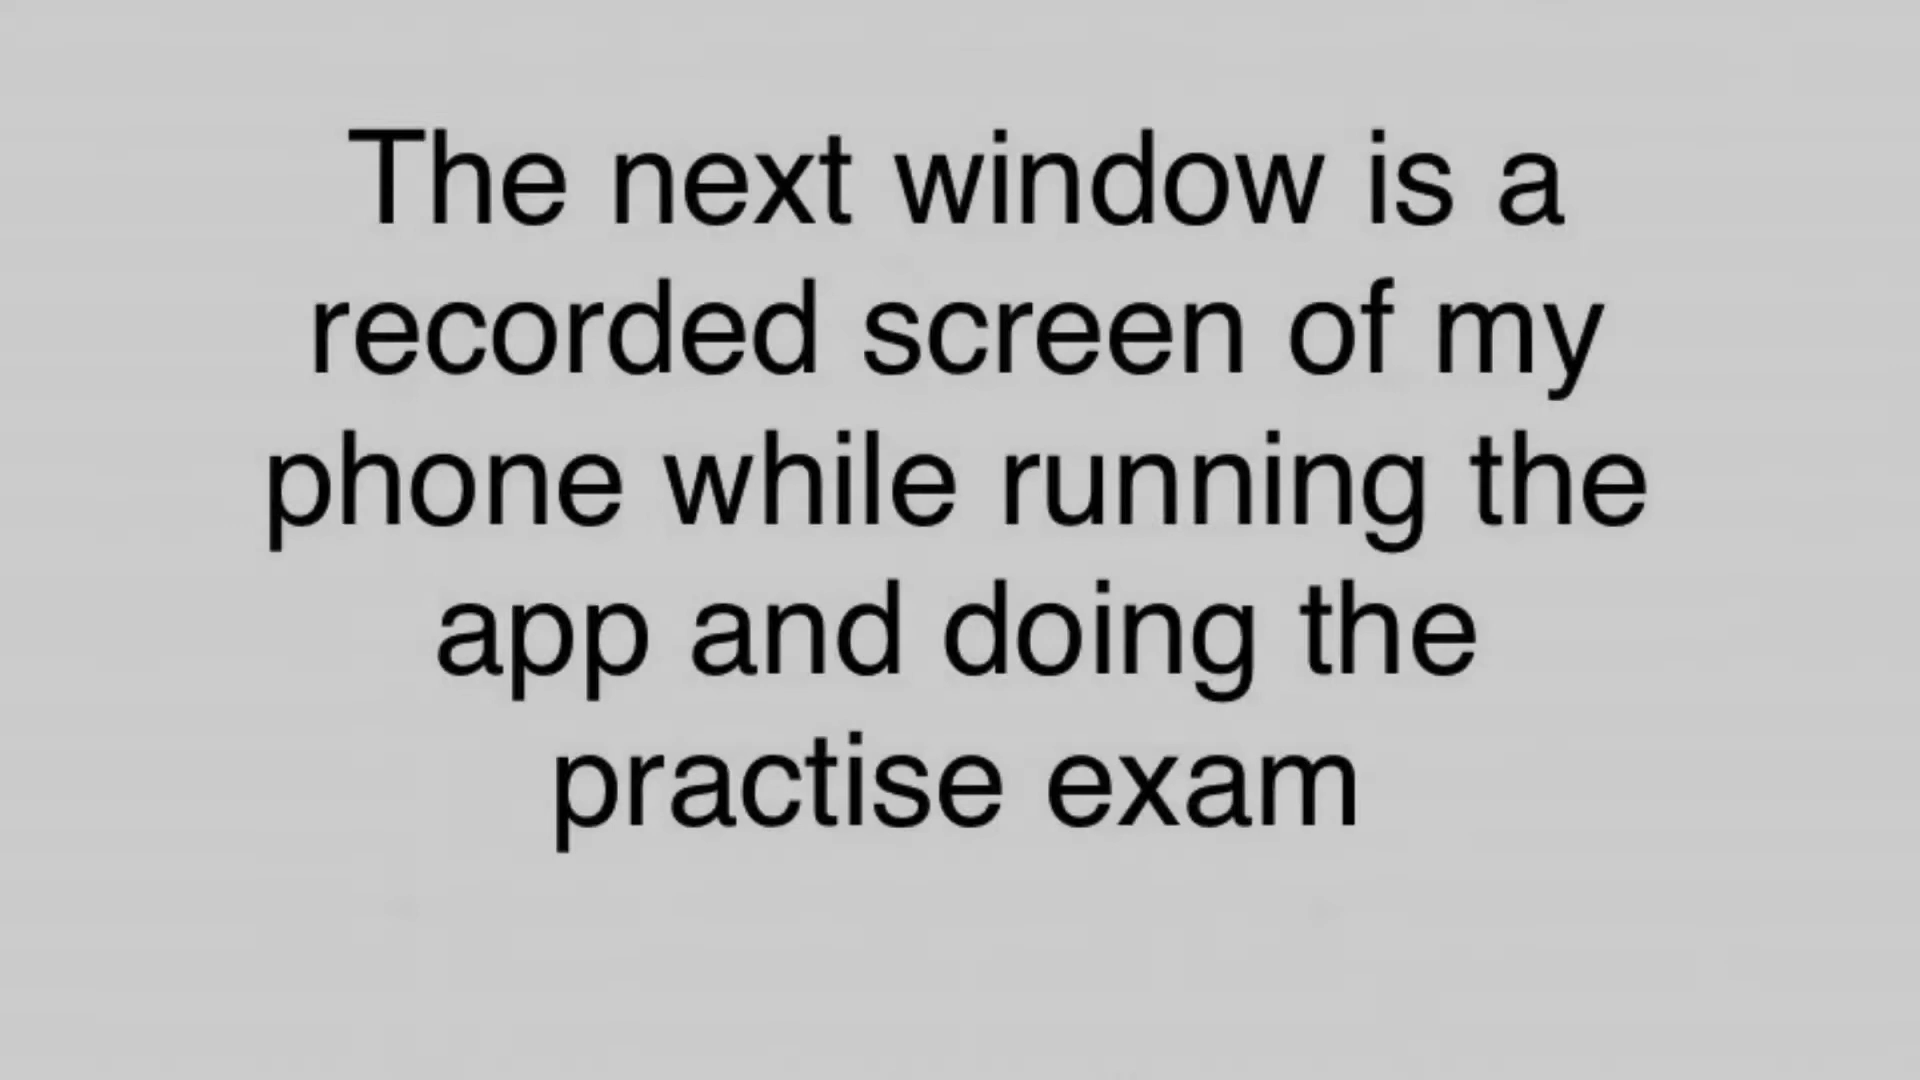 The next window is a
recorded screen of my
phone while running the
app and doing the
practise exam